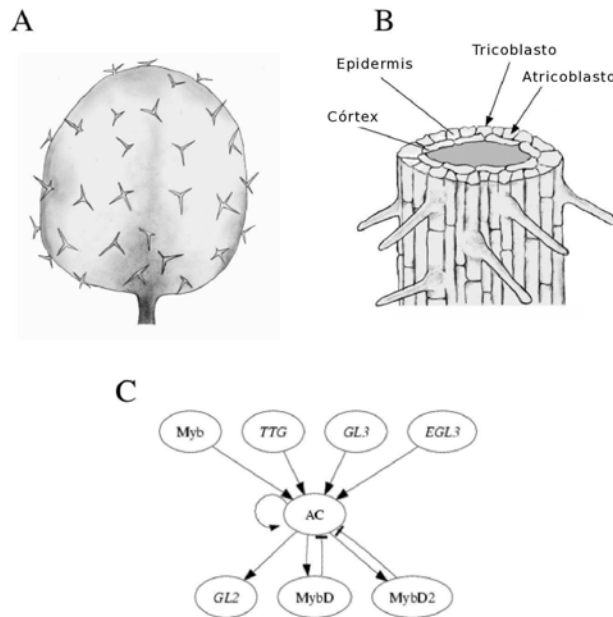 A
B
Tricoblasto
Epidermis
Atricoblasto
Córtex
C
Myb TTG GL3 EGL3
AC
GL2 MybD MybD2